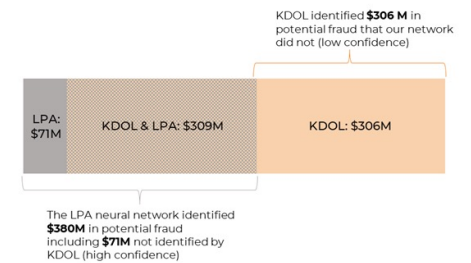 KDOL identified $306 M in
potential fraud that our network
did not (low confidence)
LPA:
$71M
KDOL & LPA: $309M
KDOL: $306M
The LPA neural network identified
$380M in potential fraud
including $71M not identified by
KDOL (high confidence)